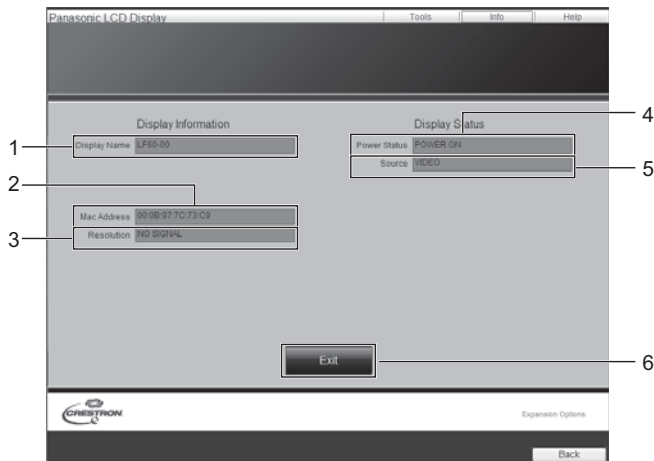 Panasonic LCD Display Tools Info Help
Display Information Display Status
4
1 Display Name LF60-00 Power Status POWER ON
Source VIDEO 5
2
Mac Address 00:0B:97:7C:73:C9
3 Resolution NO SIGNAL
Exit 6
CRESTRON Expansion Options
Back